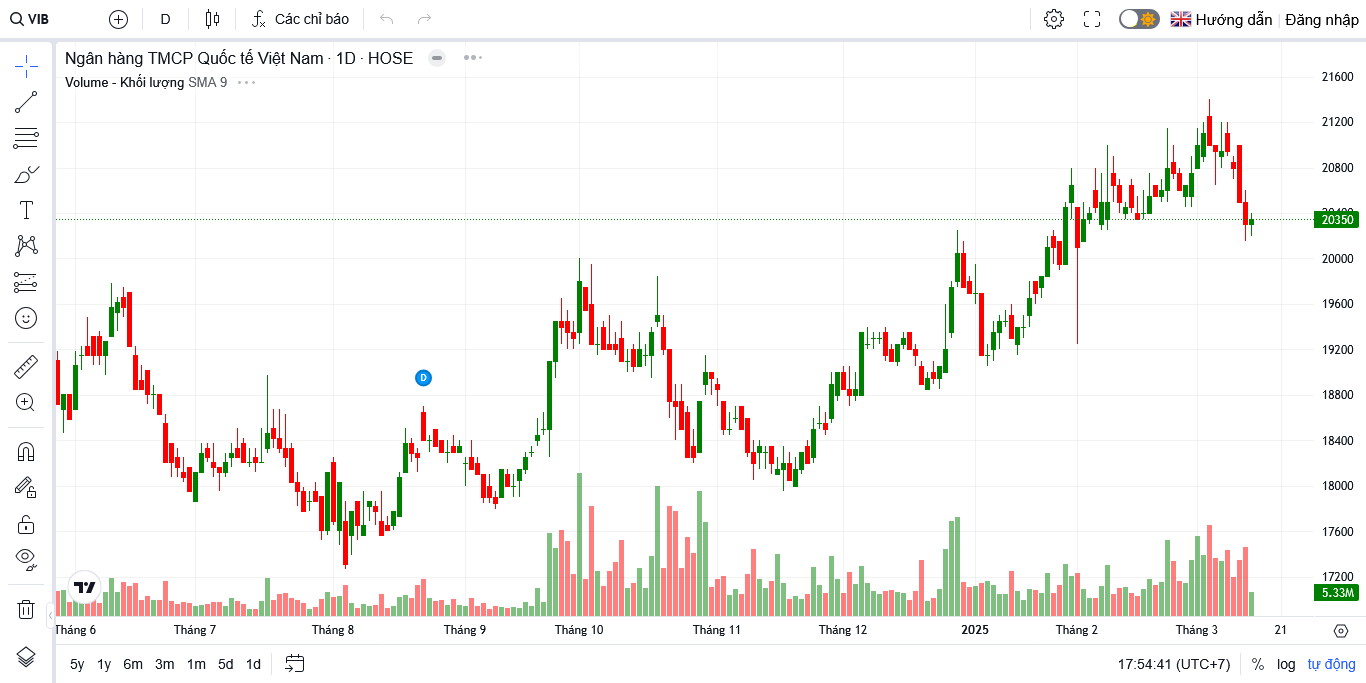 VIB D Các chỉ báo Hướng dẫn Đăng nhập
Ngân hàng TMCP Quốc tế Việt Nam · 1D · HOSE
Volume - Khối lượng SMA 9
21600
21200
20800
20400
20350
20000
19600
19200
18800
18400
18000
17600
17200
5.33M
D
Tháng 6 Tháng 7 Tháng 8 Tháng 9 Tháng 10 Tháng 11 Tháng 12 2025 Tháng 2 Tháng 3 21
5y 1y 6m 3m 1m 5d 1d 17:54:41 (UTC+7) % log tự động